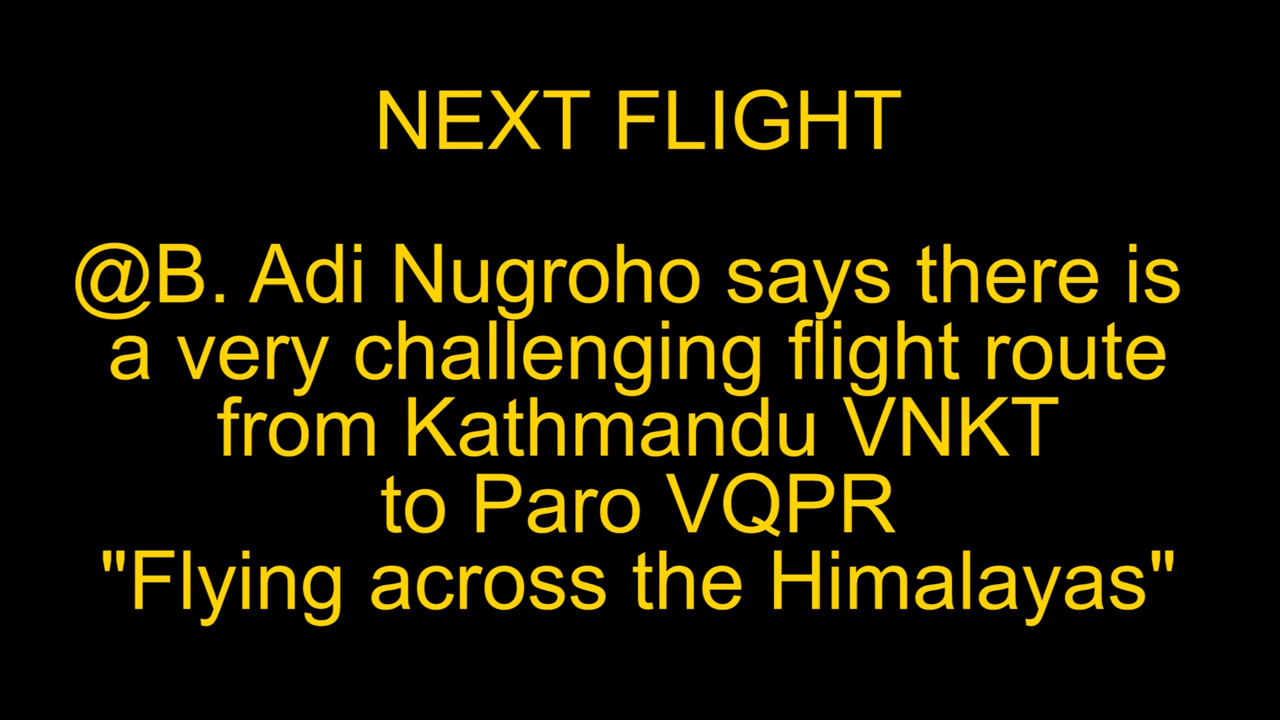 NEXT FLIGHT
@B. Adi Nugroho says there is
a very challenging flight route
from Kathmandu VNKT
to Paro VQPR
"Flying across the Himalayas"